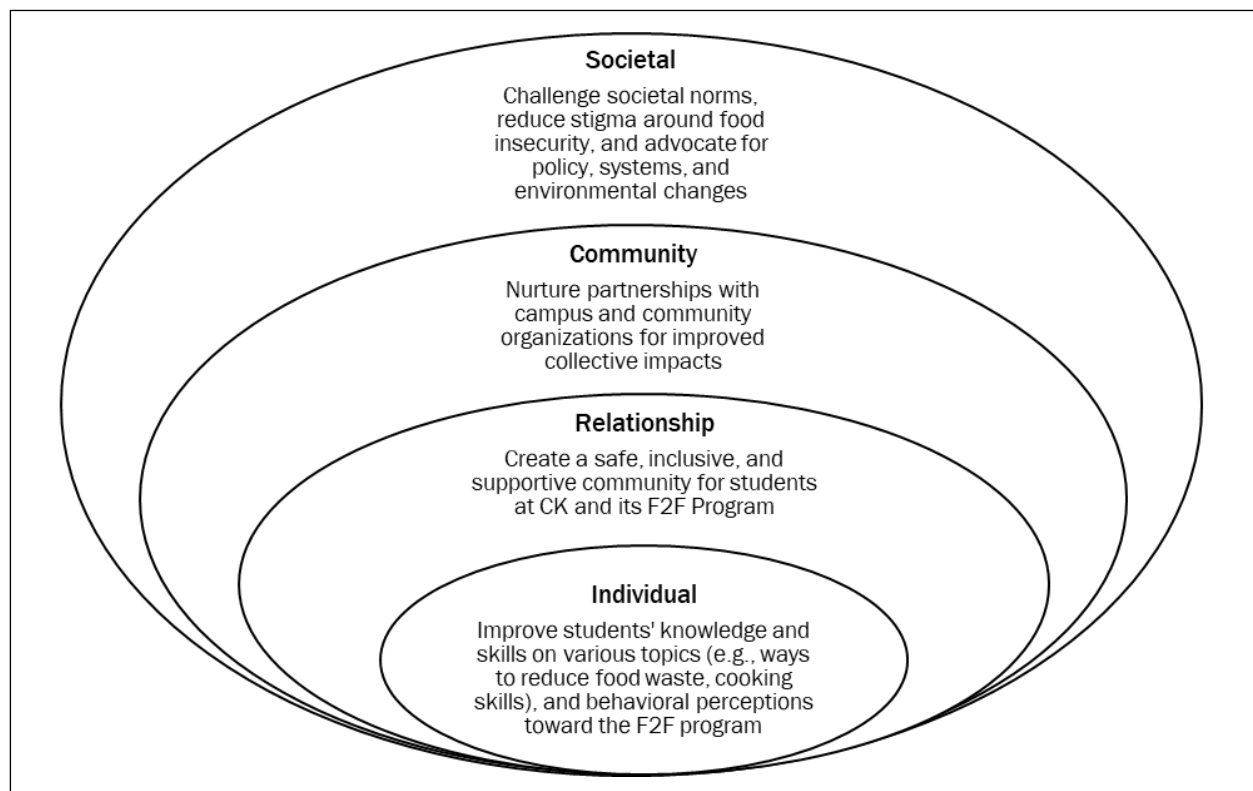 Societal
Challenge societal norms,
reduce stigma around food
insecurity, and advocate for
policy, systems, and
environmental changes
Community
Nurture partnerships with
campus and community
organizations for improved
collective impacts
Relationship
Create a safe, inclusive, and
supportive community for students
at CK and its F2F Program
Individual
Improve students' knowledge and
skills on various topics (e.g., ways
to reduce food waste, cooking
skills), and behavioral perceptions
toward the F2F program